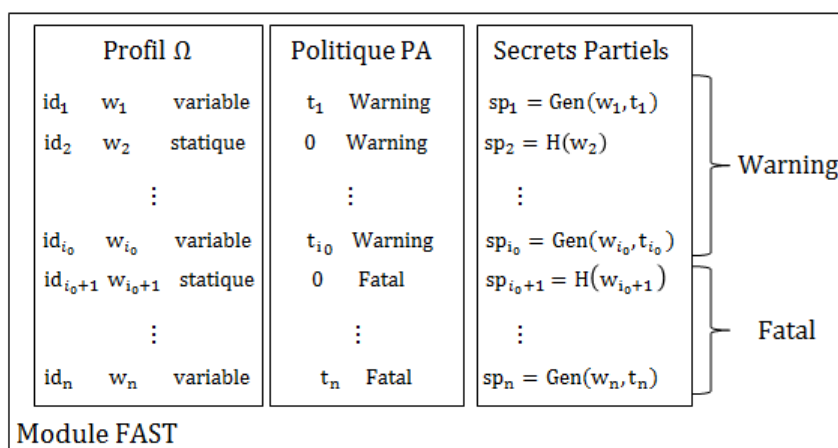 Profil Ω Politique PA Secrets Partiels
id₁ w₁ variable t₁ Warning sp₁ = Gen(w₁,t₁)
id₂ w₂ statique 0 Warning sp₂ = H(w₂)
⋮ ⋮ ⋮
Warning
id_{i₀} w_{i₀} variable t_{i0} Warning sp_{i₀} = Gen(w_{i₀},t_{i₀})
id_{i₀+1} w_{i₀+1} statique 0 Fatal sp_{i₀+1} = H(w_{i₀+1})
⋮ ⋮ ⋮
Fatal
id_n w_n variable t_n Fatal sp_n = Gen(w_n,t_n)
Module FAST